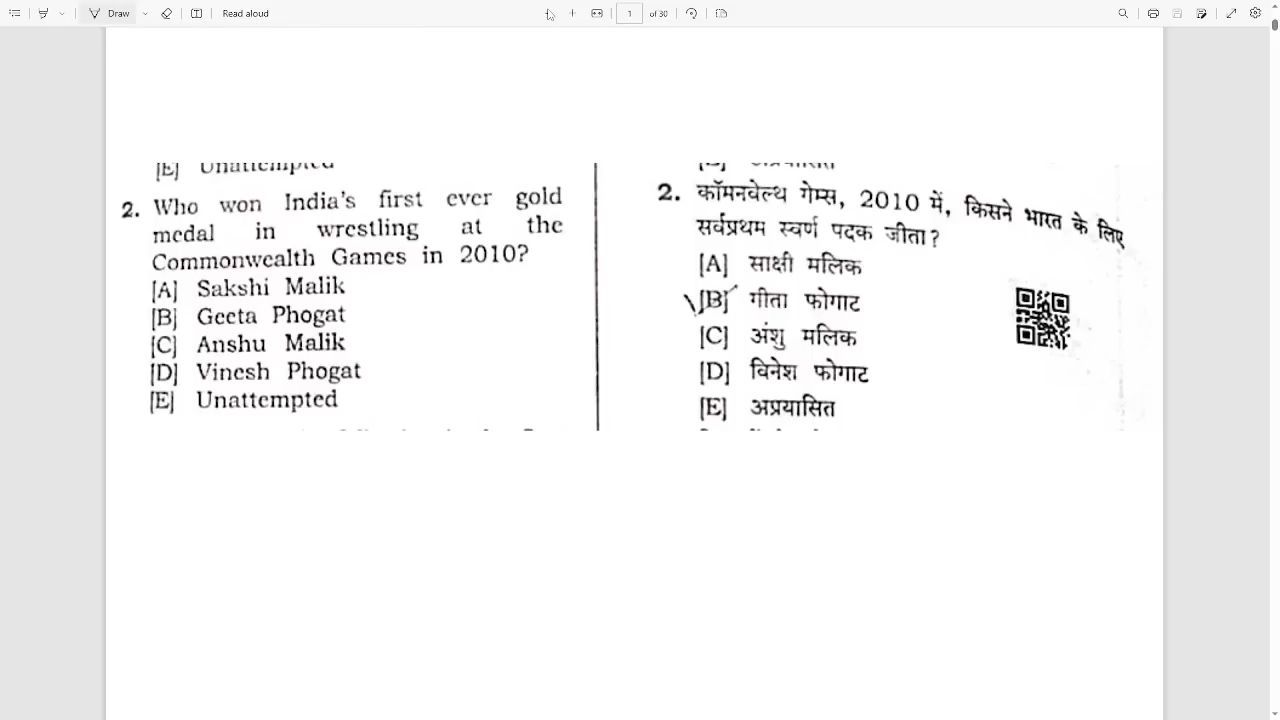 Draw
Read aloud
1 of 30
[E] Unattempted
2. Who won India's first ever gold
medal in wrestling at the
Commonwealth Games in 2010?
[A] Sakshi Malik
[B] Geeta Phogat
[C] Anshu Malik
[D] Vinesh Phogat
[E] Unattempted
2. कॉमनवेल्थ गेम्स, 2010 में, किसने भारत के लिए
सर्वप्रथम स्वर्ण पदक जीता?
[A] साक्षी मलिक
[B] गीता फोगाट
[C] अंशु मलिक
[D] विनेश फोगाट
[E] अप्रयासित